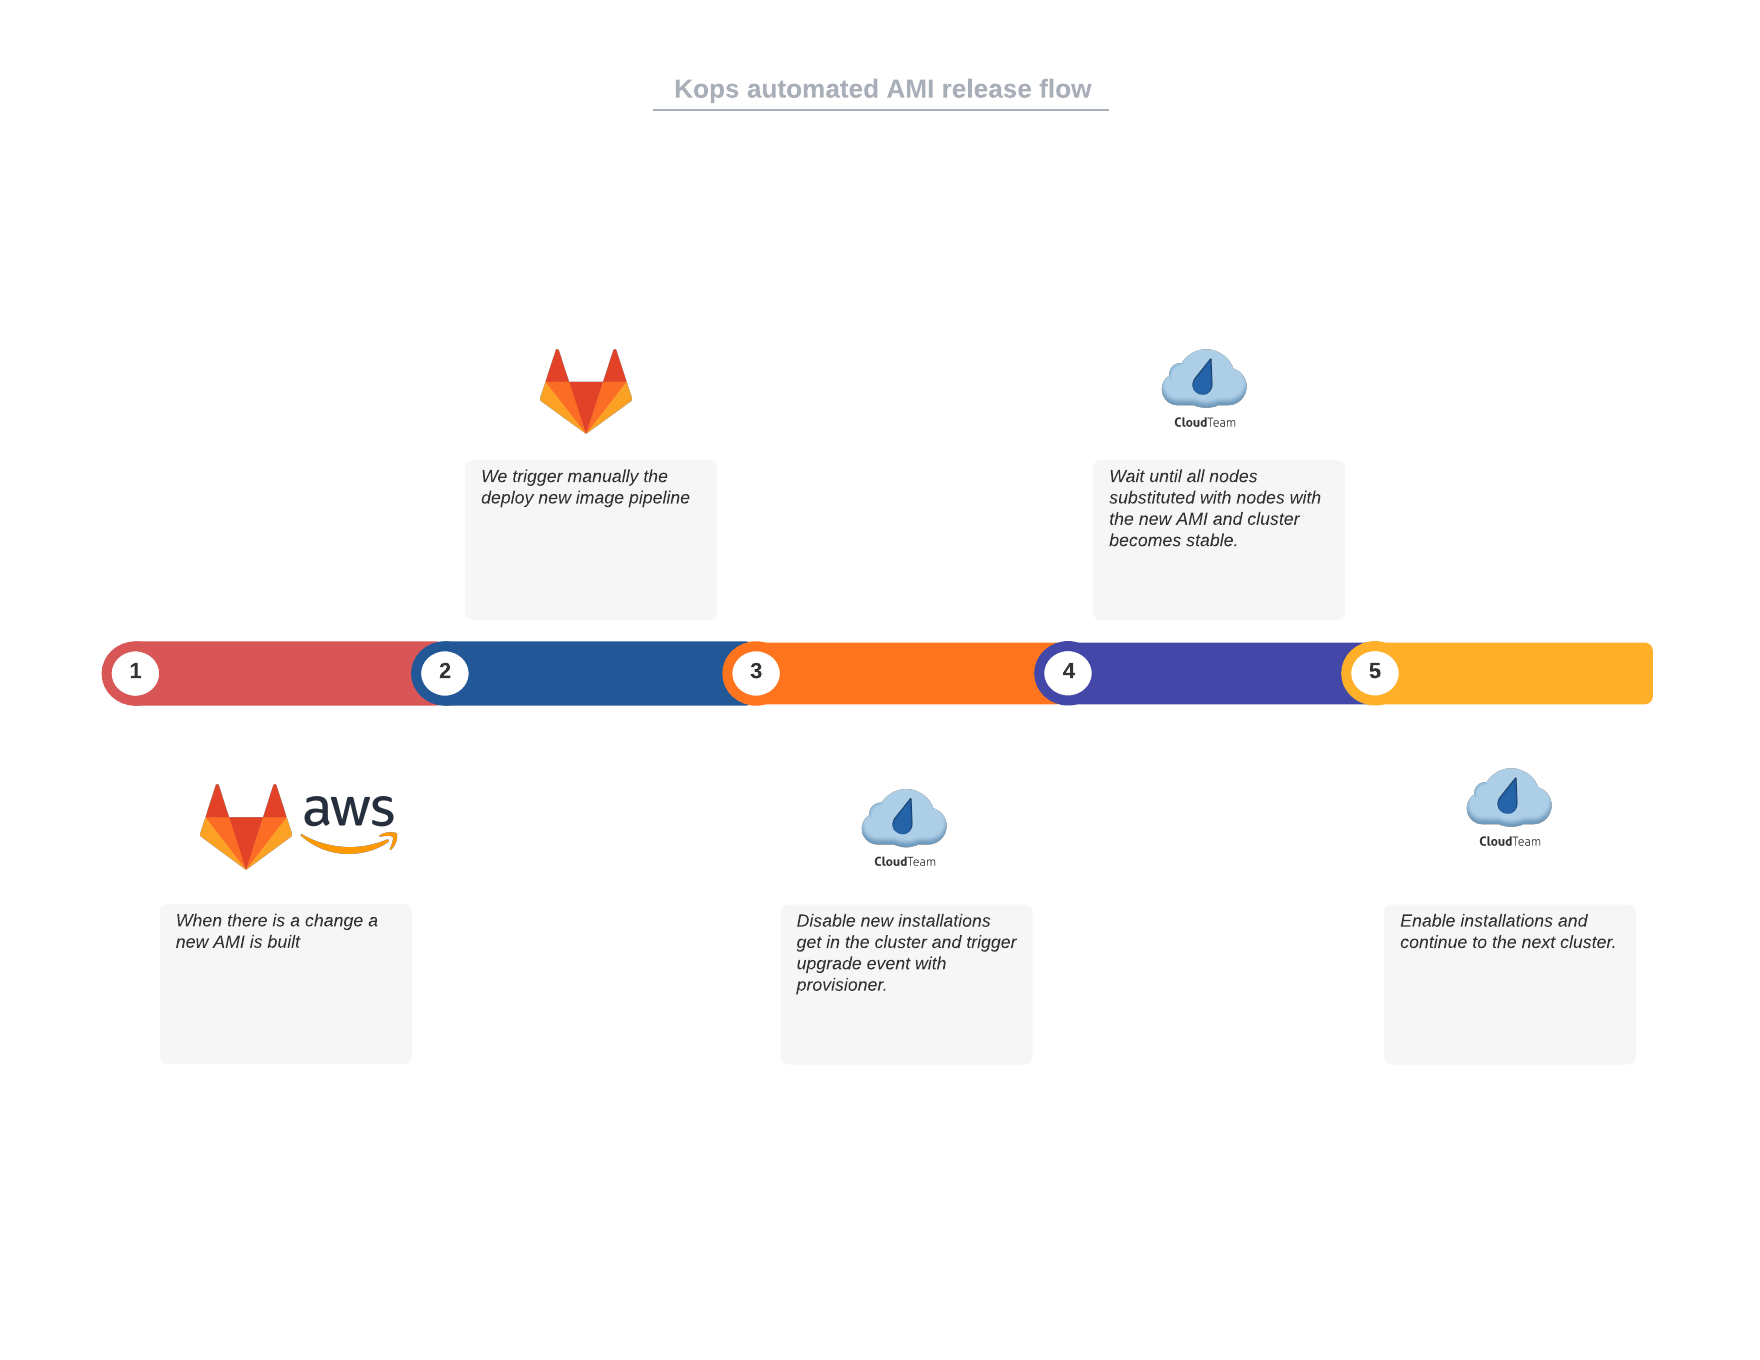 Kops automated AMI release flow
CloudTeam
We trigger manually the
deploy new image pipeline
Wait until all nodes
substituted with nodes with
the new AMI and cluster
becomes stable.
1
2
3
4
5
aws
CloudTeam
CloudTeam
When there is a change a
new AMI is built
Disable new installations
get in the cluster and trigger
upgrade event with
provisioner.
Enable installations and
continue to the next cluster.